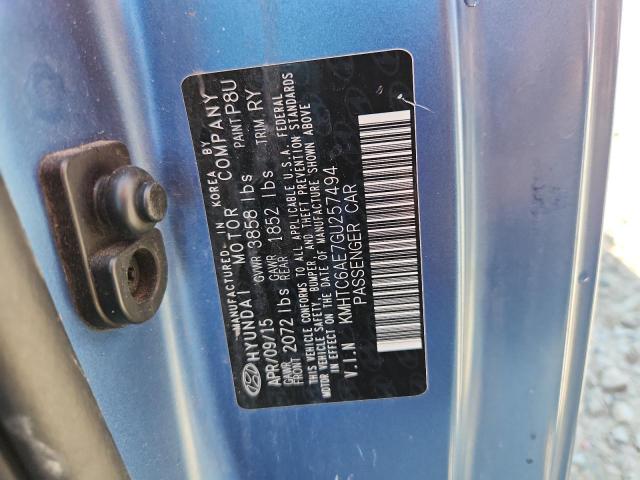 MANUFACTURED IN KOREA BY
HYUNDAI MOTOR COMPANY
APR/09/15 GVWR 3858 lbs PAINT P8U
GAWR FRONT 2072 lbs GAWR REAR 1852 lbs TRIM RY
THIS VEHICLE CONFORMS TO ALL APPLICABLE U.S.A. FEDERAL
MOTOR VEHICLE SAFETY, BUMPER, AND THEFT PREVENTION STANDARDS
IN EFFECT ON THE DATE OF MANUFACTURE SHOWN ABOVE
V.I.N KMHTC6AE7GU257494
PASSENGER CAR